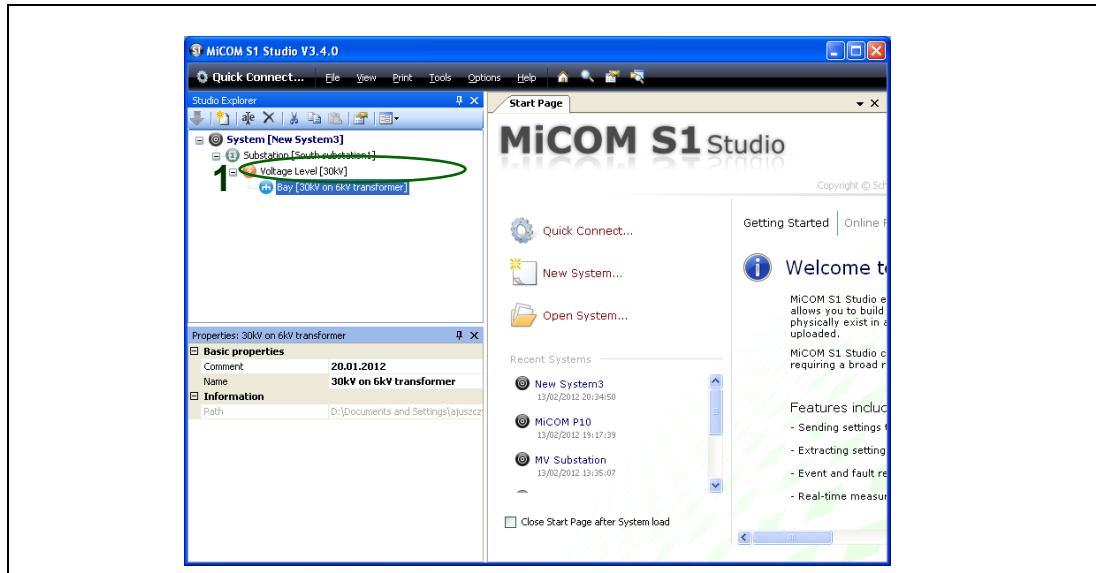 MiCOM S1 Studio V3.4.0
Quick Connect... File View Print Tools Options Help
Studio Explorer
Start Page
System [New System3]
Substation [South substation1]
1
Voltage Level [30kV]
Bay [30kV on 6kV transformer]
MiCOM S1 Studio
Copyright © Sch
Quick Connect...
New System...
Open System...
Recent Systems
New System3
13/02/2012 20:34:50
MiCOM P10
13/02/2012 19:17:39
MV Substation
13/02/2012 13:35:07
Close Start Page after System load
Getting Started Online
Welcome to
MiCOM S1 Studio e
allows you to build
physically exist in a
uploaded.
MiCOM S1 Studio c
requiring a broad r
Features includ
- Sending settings
- Extracting setting
- Event and fault re
- Real-time measur
Properties: 30kV on 6kV transformer
Basic properties
Comment 20.01.2012
Name 30kV on 6kV transformer
Information
Path D:\Documents and Settings\ajuszcz